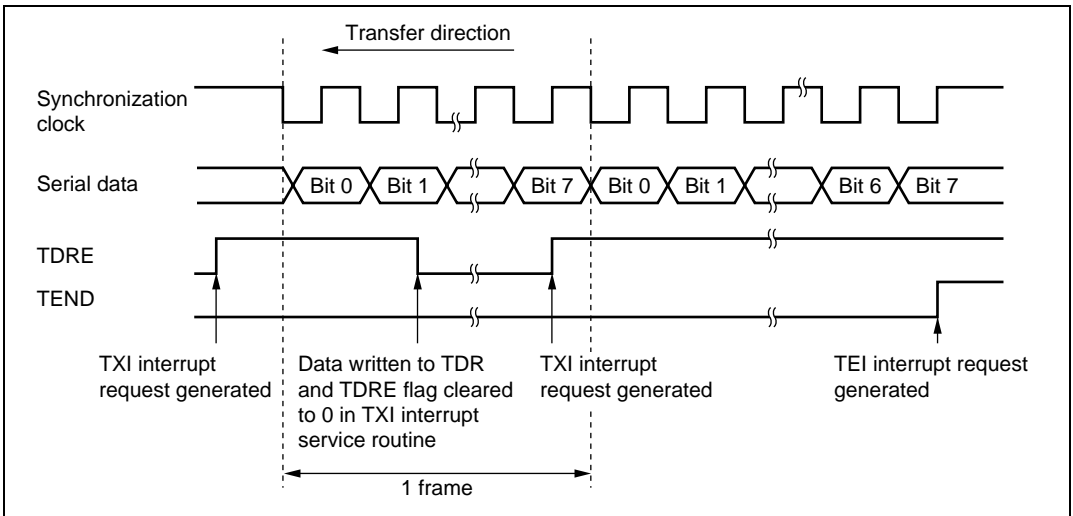 Transfer direction
Synchronization
clock
Serial data
Bit 0 Bit 1 Bit 7 Bit 0 Bit 1 Bit 6 Bit 7
TDRE
TEND
TXI interrupt
request generated
Data written to TDR
and TDRE flag cleared
to 0 in TXI interrupt
service routine
TXI interrupt
request generated
TEI interrupt request
generated
1 frame